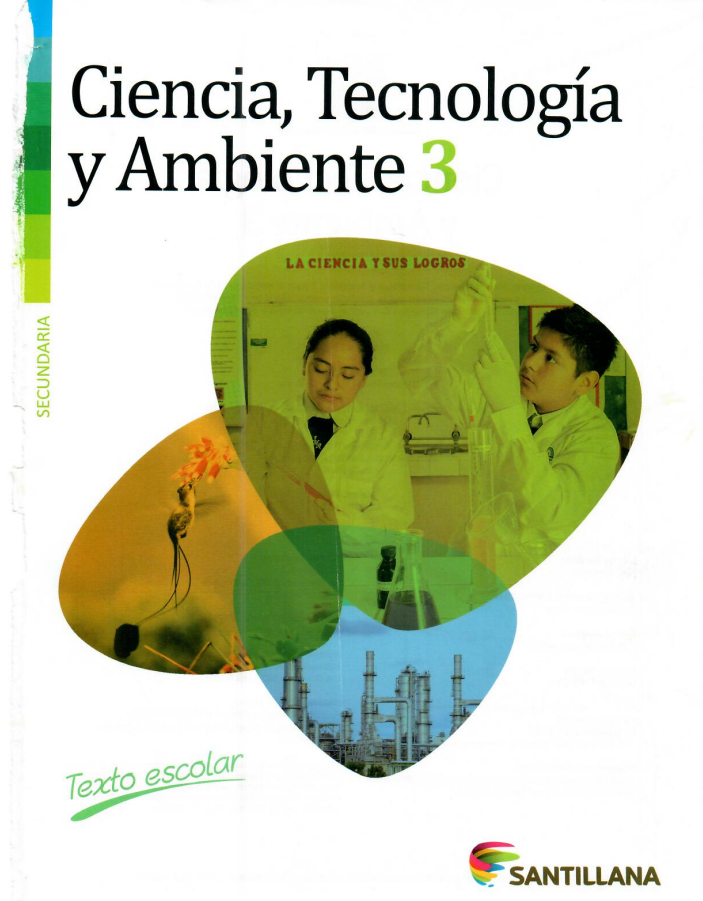 Ciencia, Tecnología
y Ambiente 3
LA CIENCIA Y SUS LOGROS
SECUNDARIA
Texto escolar
SANTILLANA